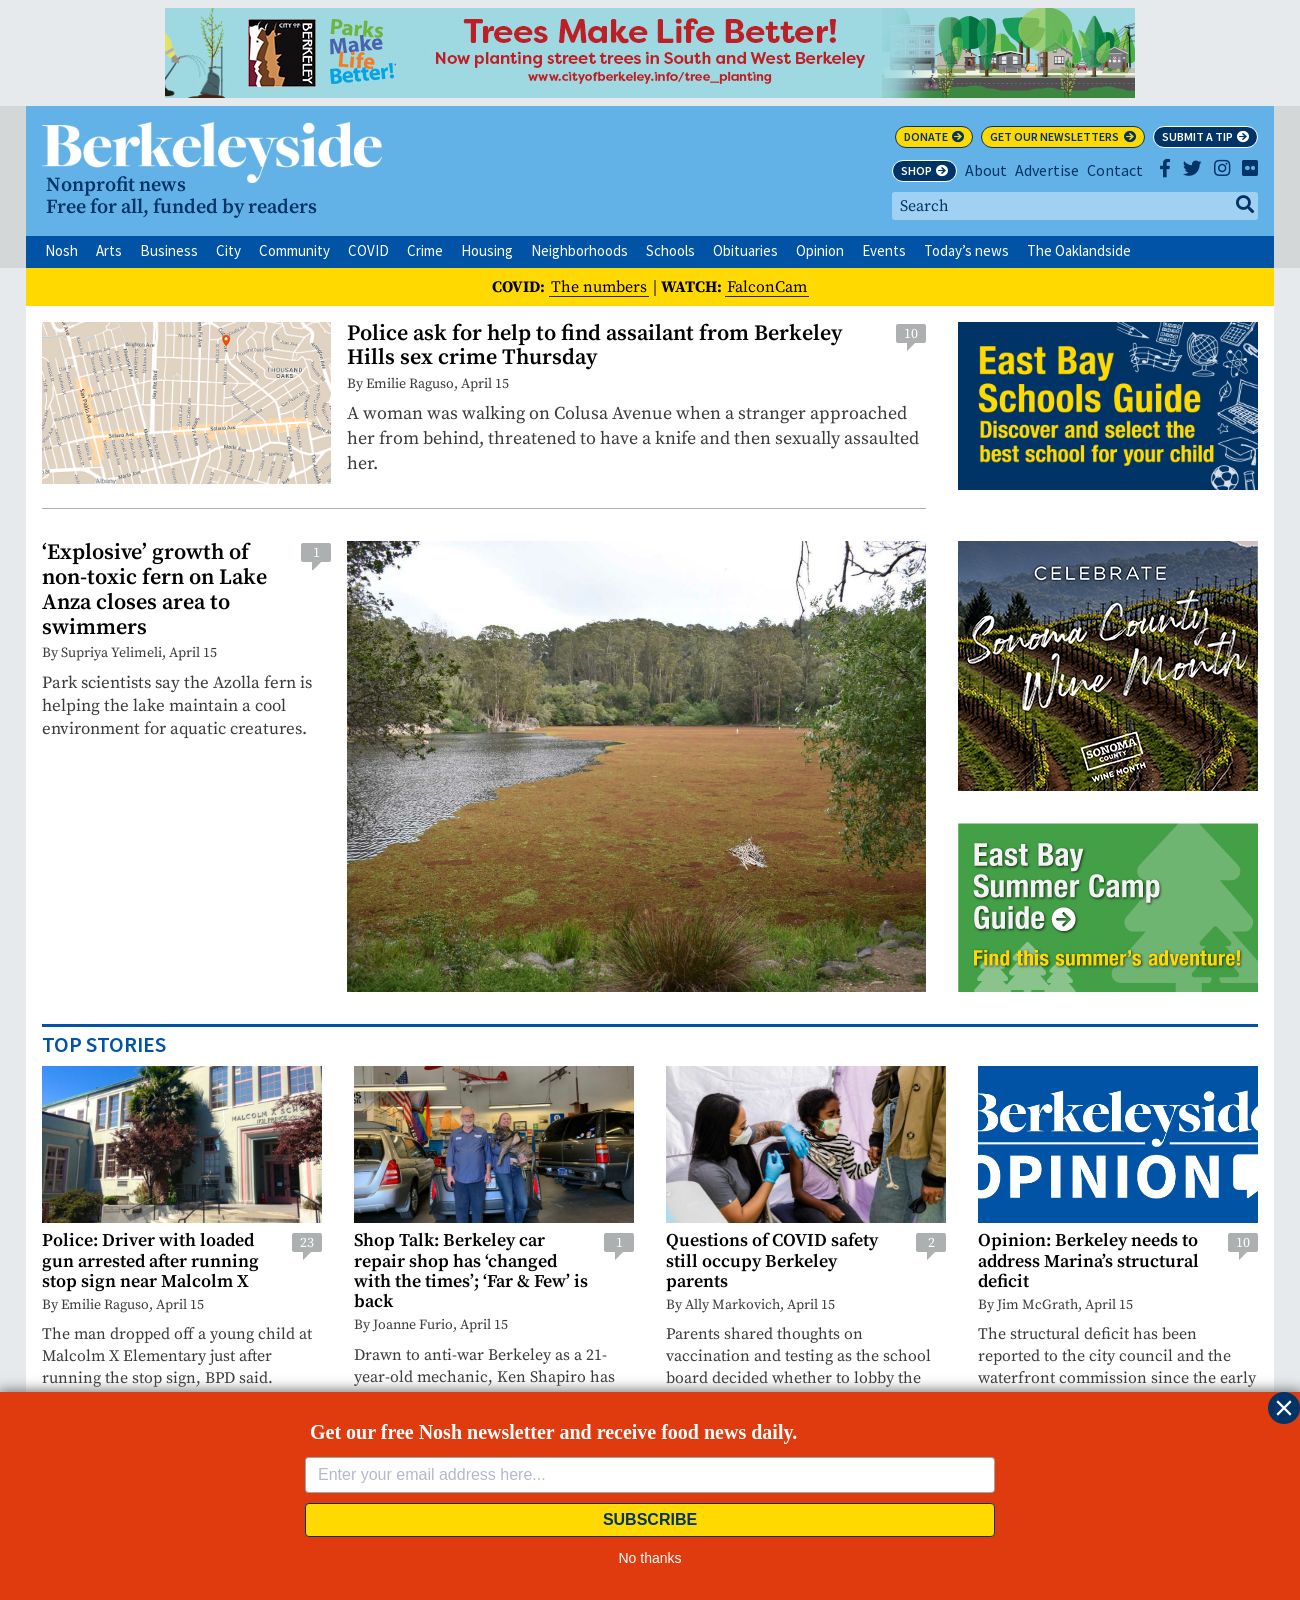 CITY OF
BERKELEY
Parks
Make
Life
Better!
Trees Make Life Better!
Now planting street trees in South and West Berkeley
www.cityofberkeley.info/tree_planting
Berkeleyside
Nonprofit news
Free for all, funded by readers
DONATE
GET OUR NEWSLETTERS
SUBMIT A TIP
SHOP
About Advertise Contact
Search
Nosh Arts Business City Community COVID Crime Housing Neighborhoods Schools Obituaries Opinion Events Today’s news The Oaklandside
COVID: The numbers | WATCH: FalconCam
THOUSAND
OAKS
Solano Ave
Albany
Police ask for help to find assailant from Berkeley
Hills sex crime Thursday
10
By Emilie Raguso, April 15
A woman was walking on Colusa Avenue when a stranger approached
her from behind, threatened to have a knife and then sexually assaulted
her.
East Bay
Schools Guide
Discover and select the
best school for your child
‘Explosive’ growth of
non-toxic fern on Lake
Anza closes area to
swimmers
1
By Supriya Yelimeli, April 15
Park scientists say the Azolla fern is
helping the lake maintain a cool
environment for aquatic creatures.
CELEBRATE
Sonoma County
Wine Month
SONOMA
COUNTY
WINE MONTH
East Bay
Summer Camp
Guide
Find this summer’s adventure!
TOP STORIES
MALCOLM X SCHOOL
Berkeleyside
OPINION
Police: Driver with loaded
gun arrested after running
stop sign near Malcolm X
23
By Emilie Raguso, April 15
The man dropped off a young child at
Malcolm X Elementary just after
running the stop sign, BPD said.
Shop Talk: Berkeley car
repair shop has ‘changed
with the times’; ‘Far & Few’ is
back
1
By Joanne Furio, April 15
Drawn to anti-war Berkeley as a 21-
year-old mechanic, Ken Shapiro has
Questions of COVID safety
still occupy Berkeley
parents
2
By Ally Markovich, April 15
Parents shared thoughts on
vaccination and testing as the school
board decided whether to lobby the
Opinion: Berkeley needs to
address Marina’s structural
deficit
10
By Jim McGrath, April 15
The structural deficit has been
reported to the city council and the
waterfront commission since the early
Get our free Nosh newsletter and receive food news daily.
Enter your email address here...
SUBSCRIBE
No thanks